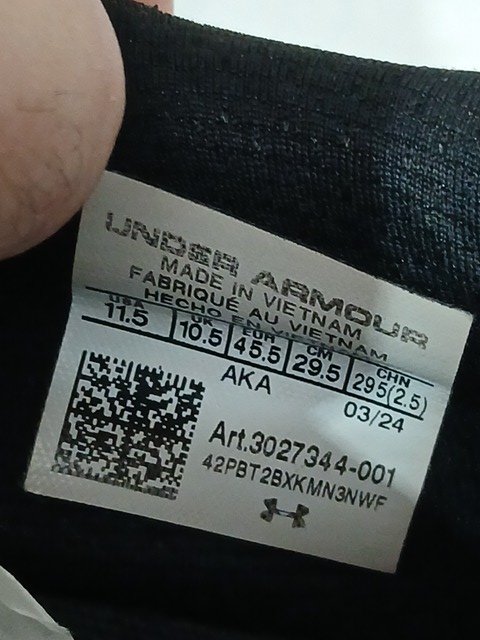 UNDER ARMOUR
MADE IN VIETNAM
FABRIQUÉ AU VIETNAM
HECHO EN VIETNAM
USA UK EUR CM CHN
11.5 10.5 45.5 29.5 295(2.5)
AKA 03/24
Art.3027344-001
42PBT2BXKMN3NWF